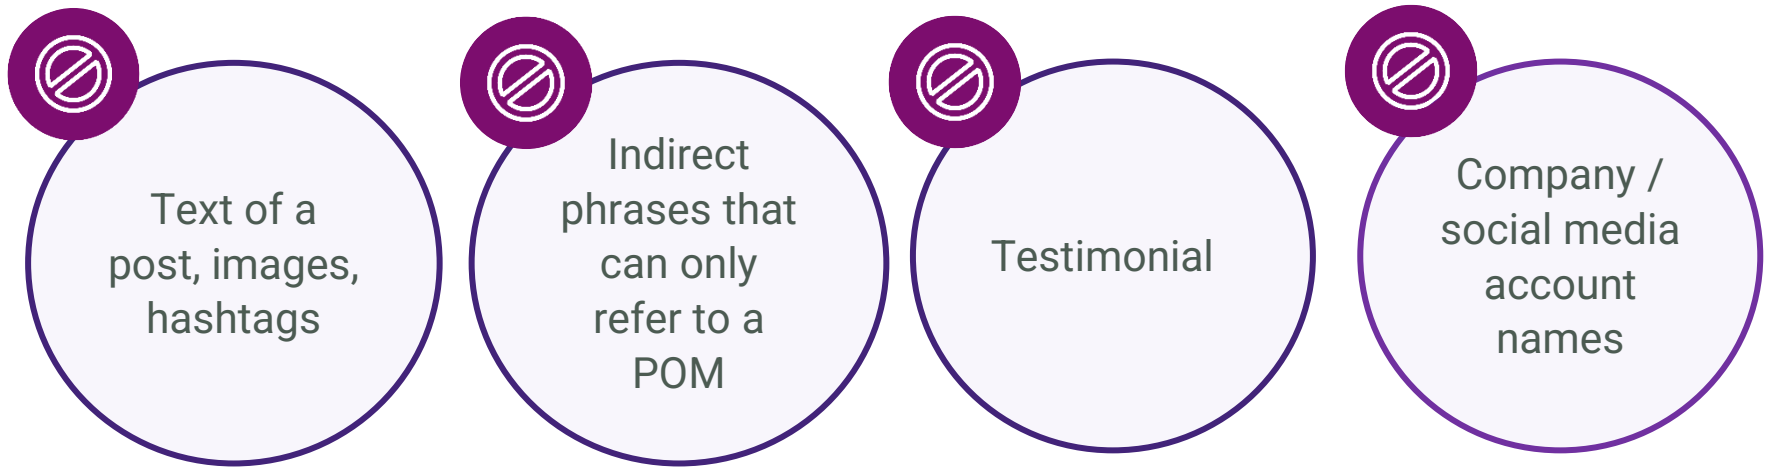 Text of a
post, images,
hashtags
Indirect
phrases that
can only
refer to a
POM
Testimonial
Company /
social media
account
names